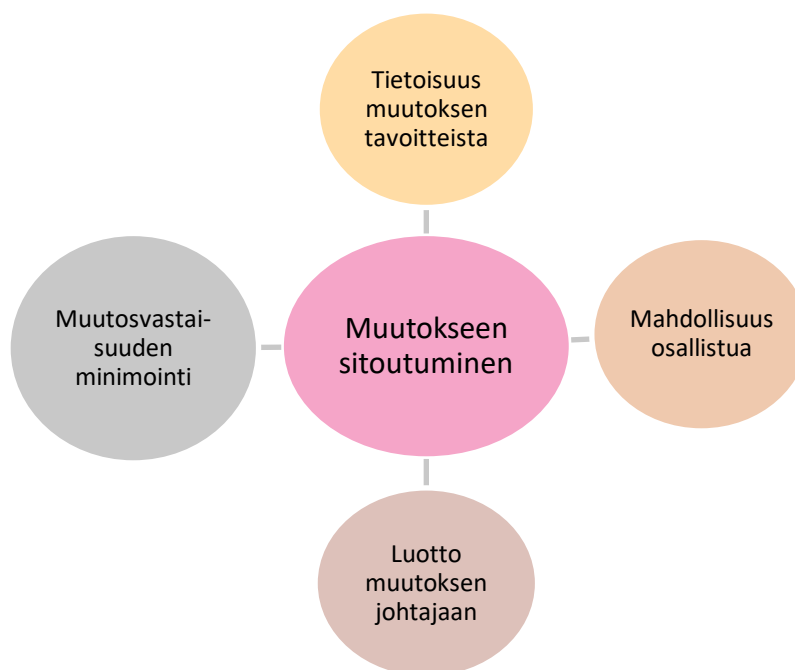 Tietoisuus
muutoksen
tavoitteista
Muutosvastai-
suuden
minimointi
Muutokseen
sitoutuminen
Mahdollisuus
osallistua
Luotto
muutoksen
johtajaan